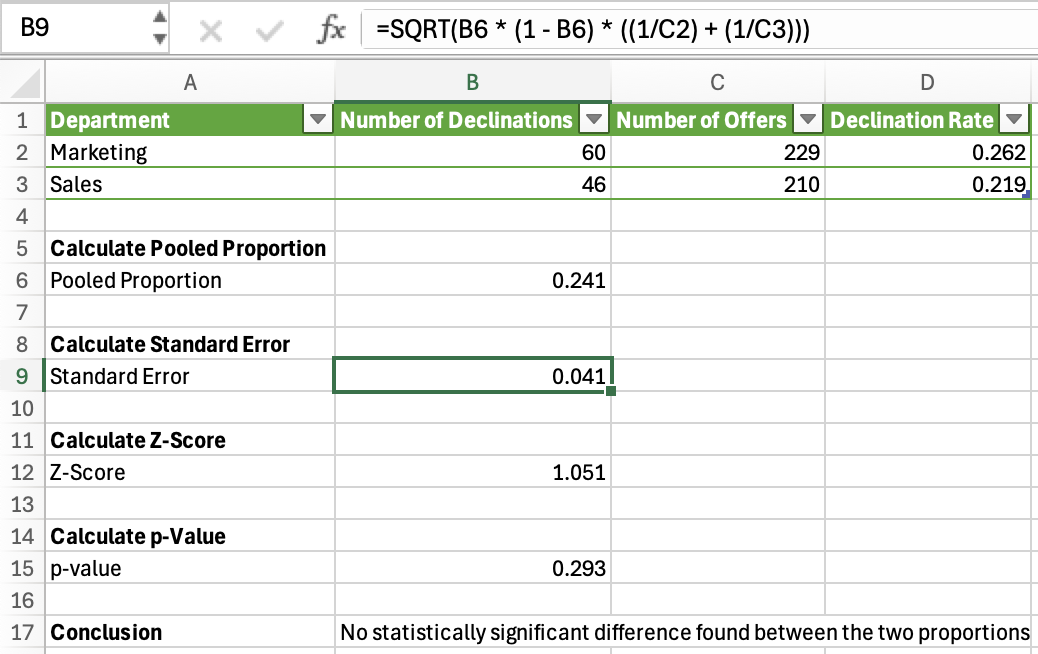 B9 fx =SQRT(B6 * (1 - B6) * ((1/C2) + (1/C3)))
A B C D
1 Department Number of Declinations Number of Offers Declination Rate
2 Marketing 60 229 0.262
3 Sales 46 210 0.219
4
5 Calculate Pooled Proportion
6 Pooled Proportion 0.241
7
8 Calculate Standard Error
9 Standard Error 0.041
10
11 Calculate Z-Score
12 Z-Score 1.051
13
14 Calculate p-Value
15 p-value 0.293
16
17 Conclusion No statistically significant difference found between the two proportions